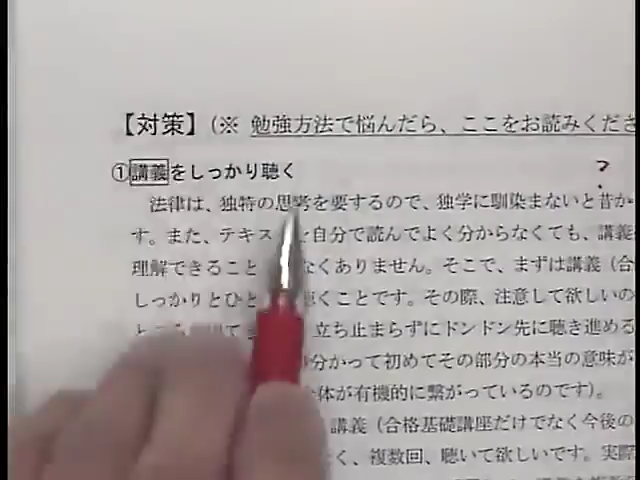 【対策】(※ 勉強方法で悩んだら、ここをお読みくださ
①講義をしっかり聴く
?
法律は、独特の思考を要するので、独学に馴染まないと昔か
す。また、テキス を自分で読んでよく分からなくても、講義
理解できること なくありません。そこで、まずは講義（合
しっかりとひと 聴くことです。その際、注意して欲しいの
立ち止まらずにドンドン先に聴き進める
分かって初めてその部分の本当の意味が
体が有機的に繋がっているのです）。
講義（合格基礎講座だけでなく今後の
く、複数回、聴いて欲しいです。実際